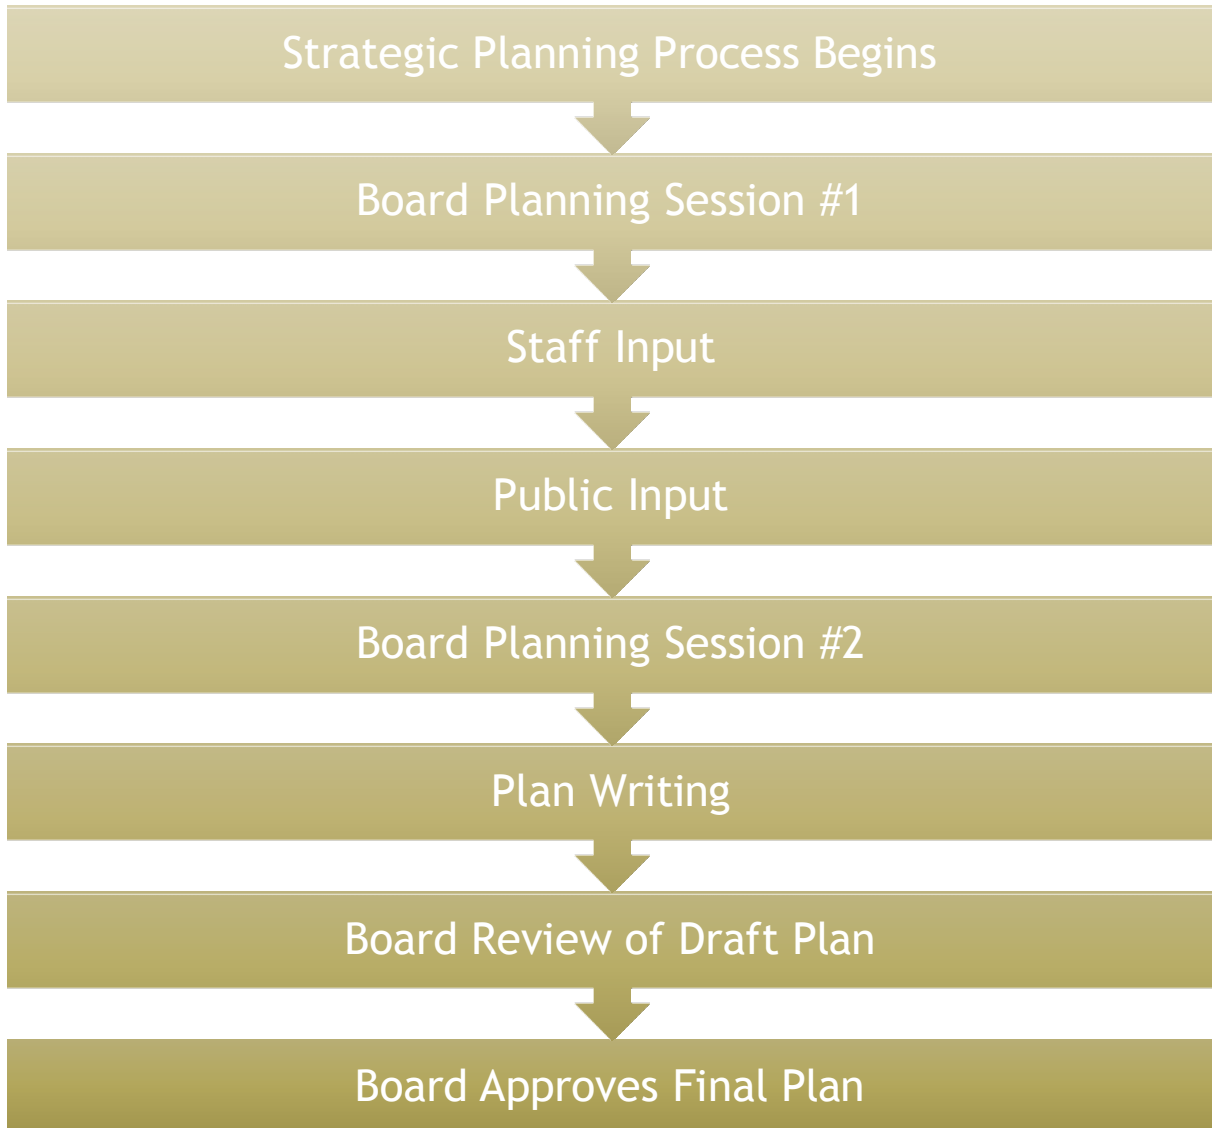 Strategic Planning Process Begins
Board Planning Session #1
Staff Input
Public Input
Board Planning Session #2
Plan Writing
Board Review of Draft Plan
Board Approves Final Plan